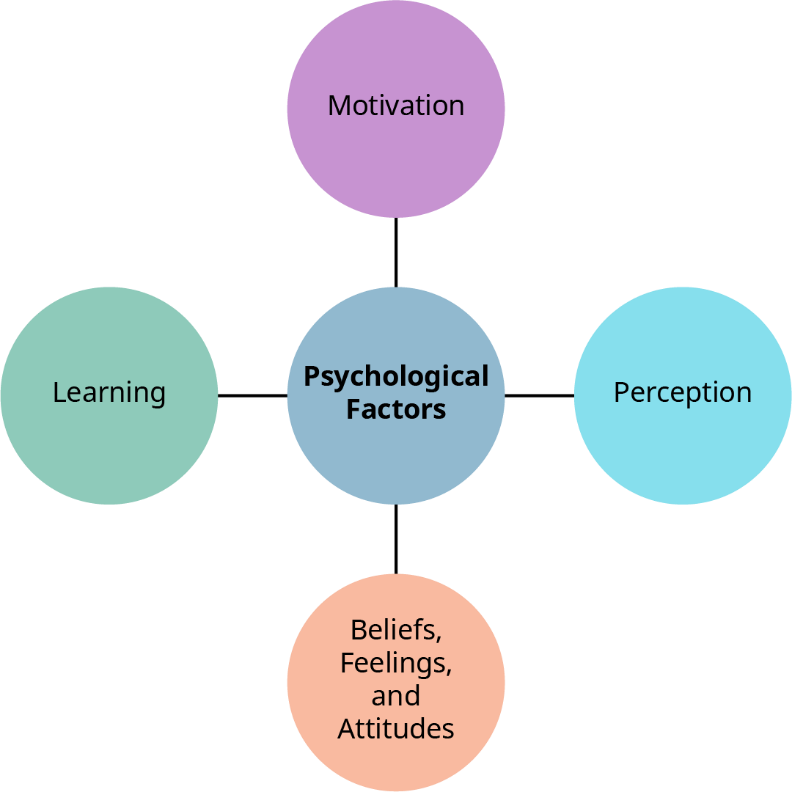 Motivation
Learning
Psychological
Factors
Perception
Beliefs,
Feelings,
and
Attitudes